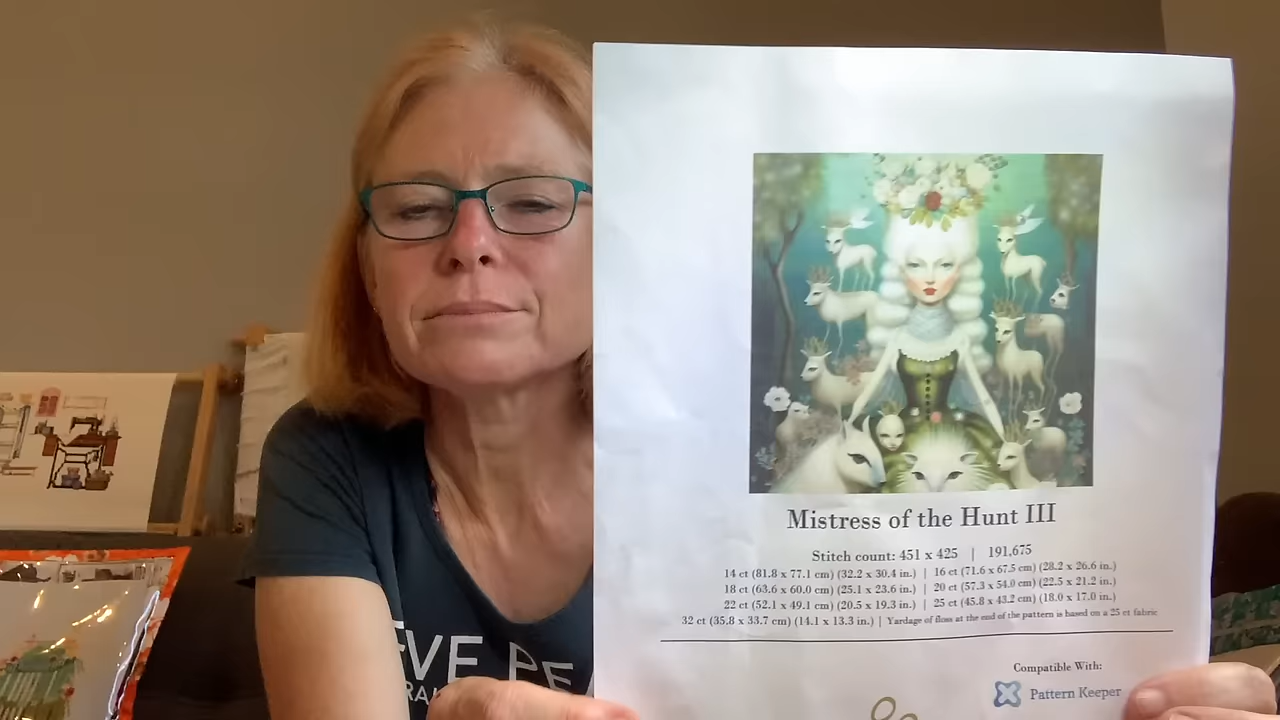 Mistress of the Hunt III
Stitch count: 451 x 425 | 191,675
14 ct (81.8 x 77.1 cm) (32.2 x 30.4 in.) | 16 ct (71.6 x 67.5 cm) (28.2 x 26.6 in.)
18 ct (63.6 x 60.0 cm) (25.1 x 23.6 in.) | 20 ct (57.3 x 54.0 cm) (22.5 x 21.2 in.)
22 ct (52.1 x 49.1 cm) (20.5 x 19.3 in.) | 25 ct (45.8 x 43.2 cm) (18.0 x 17.0 in.)
32 ct (35.8 x 33.7 cm) (14.1 x 13.3 in.) | Yardage of floss at the end of the pattern is based on a 25 ct fabric
Compatible With:
Pattern Keeper